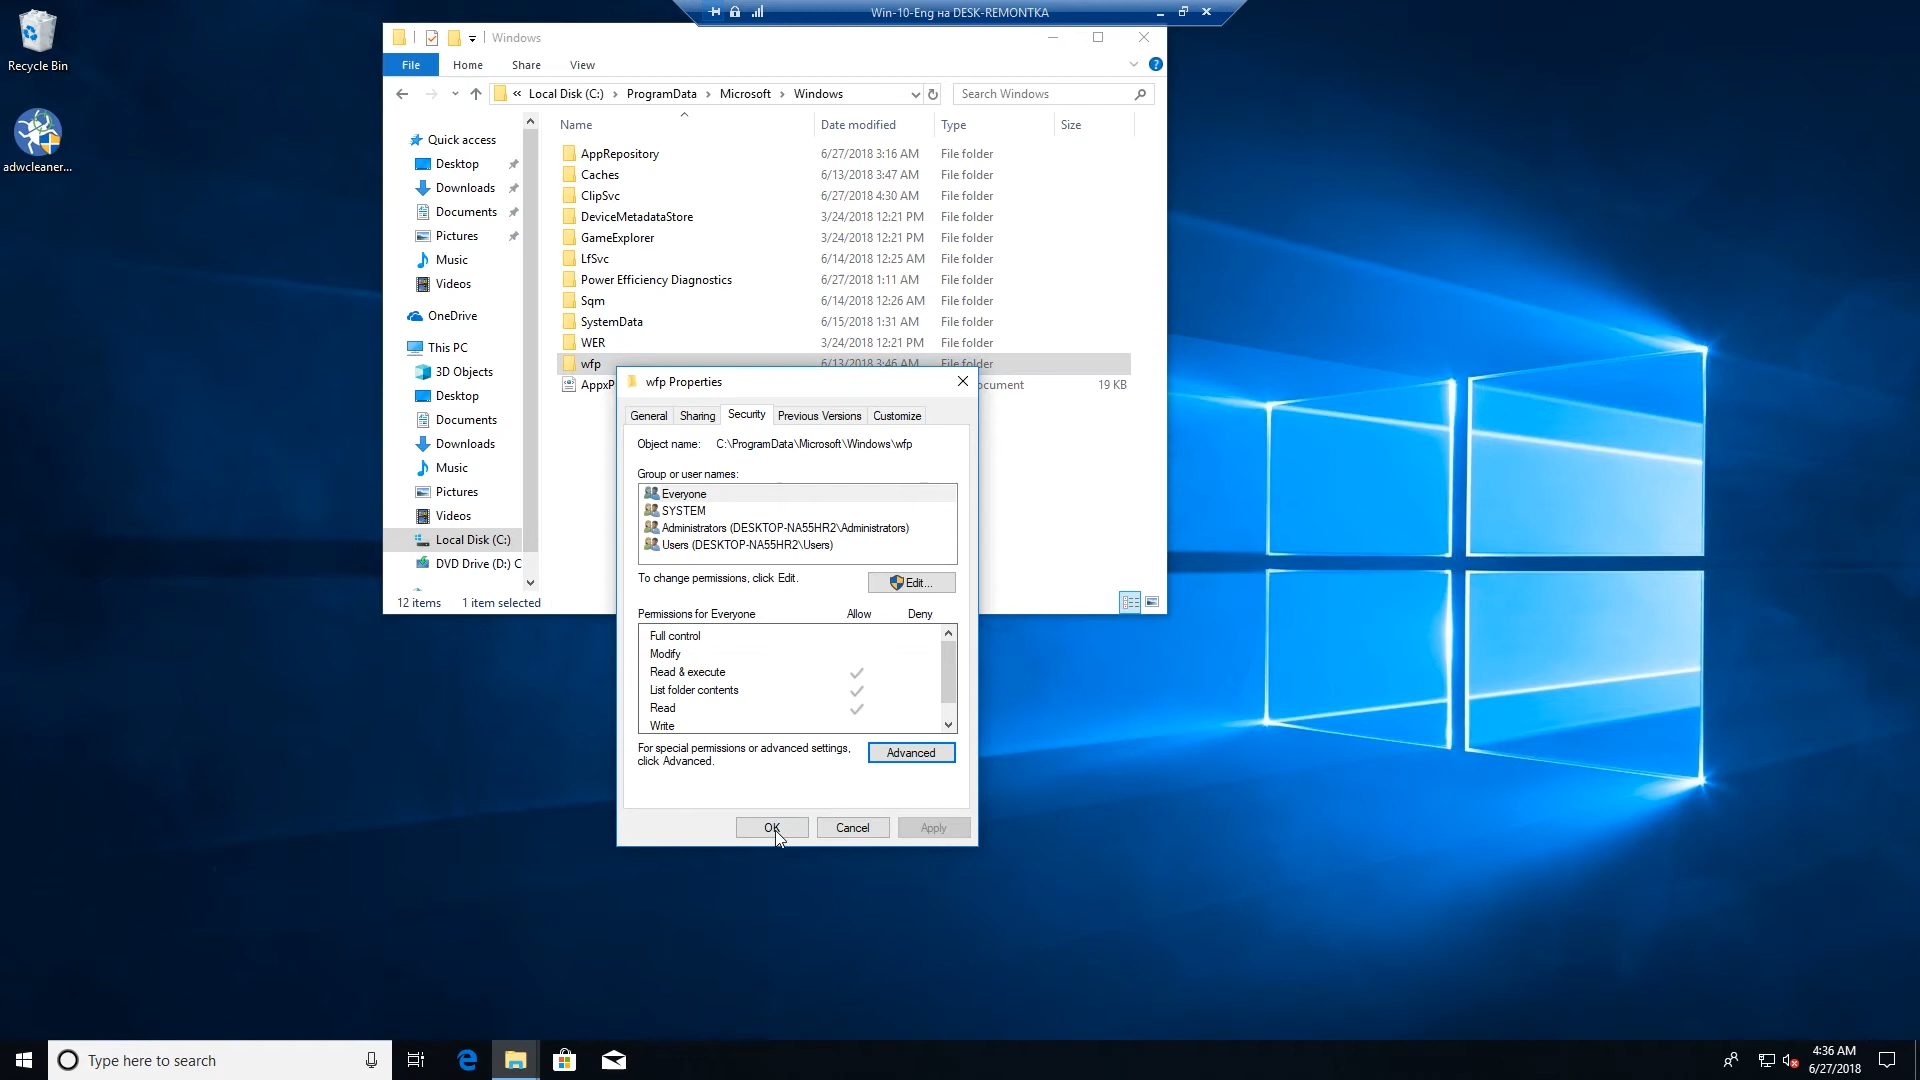 Win-10-Eng на DESK-REMONTKA
Recycle Bin
adwcleaner...
Windows
File Home Share View
« Local Disk (C:) › ProgramData › Microsoft › Windows
Search Windows
Name Date modified Type Size
Quick access
Desktop
Downloads
Documents
Pictures
Music
Videos
OneDrive
This PC
3D Objects
Desktop
Documents
Downloads
Music
Pictures
Videos
Local Disk (C:)
DVD Drive (D:) C
AppRepository 6/27/2018 3:16 AM File folder
Caches 6/13/2018 3:47 AM File folder
ClipSvc 6/27/2018 4:30 AM File folder
DeviceMetadataStore 3/24/2018 12:21 PM File folder
GameExplorer 3/24/2018 12:21 PM File folder
LfSvc 6/14/2018 12:25 AM File folder
Power Efficiency Diagnostics 6/27/2018 1:11 AM File folder
Sqm 6/14/2018 12:26 AM File folder
SystemData 6/15/2018 1:31 AM File folder
WER 3/24/2018 12:21 PM File folder
wfp 6/13/2018 3:46 AM File folder
AppxP ocument 19 KB
12 items 1 item selected
wfp Properties
General Sharing Security Previous Versions Customize
Object name: C:\ProgramData\Microsoft\Windows\wfp
Group or user names:
Everyone
SYSTEM
Administrators (DESKTOP-NA55HR2\Administrators)
Users (DESKTOP-NA55HR2\Users)
To change permissions, click Edit.
Edit...
Permissions for Everyone Allow Deny
Full control
Modify
Read & execute
List folder contents
Read
Write
For special permissions or advanced settings,
click Advanced.
Advanced
OK Cancel Apply
Type here to search
4:36 AM
6/27/2018